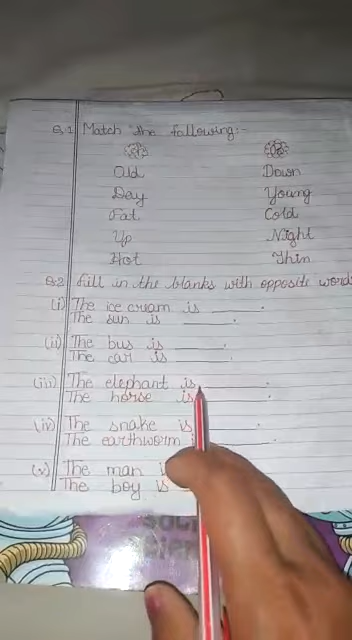 Q.1 Match the following:-
Old Down
Day Young
Fat Cold
Up Night
Hot Thin
Q.2 Fill in the blanks with opposite words
(i) The ice cream is ______.
The sun is ______.
(ii) The bus is ______.
The car is ______.
(iii) The elephant is ______.
The horse is ______.
(iv) The snake is ______.
The earthworm ______.
(v) The man
The boy is